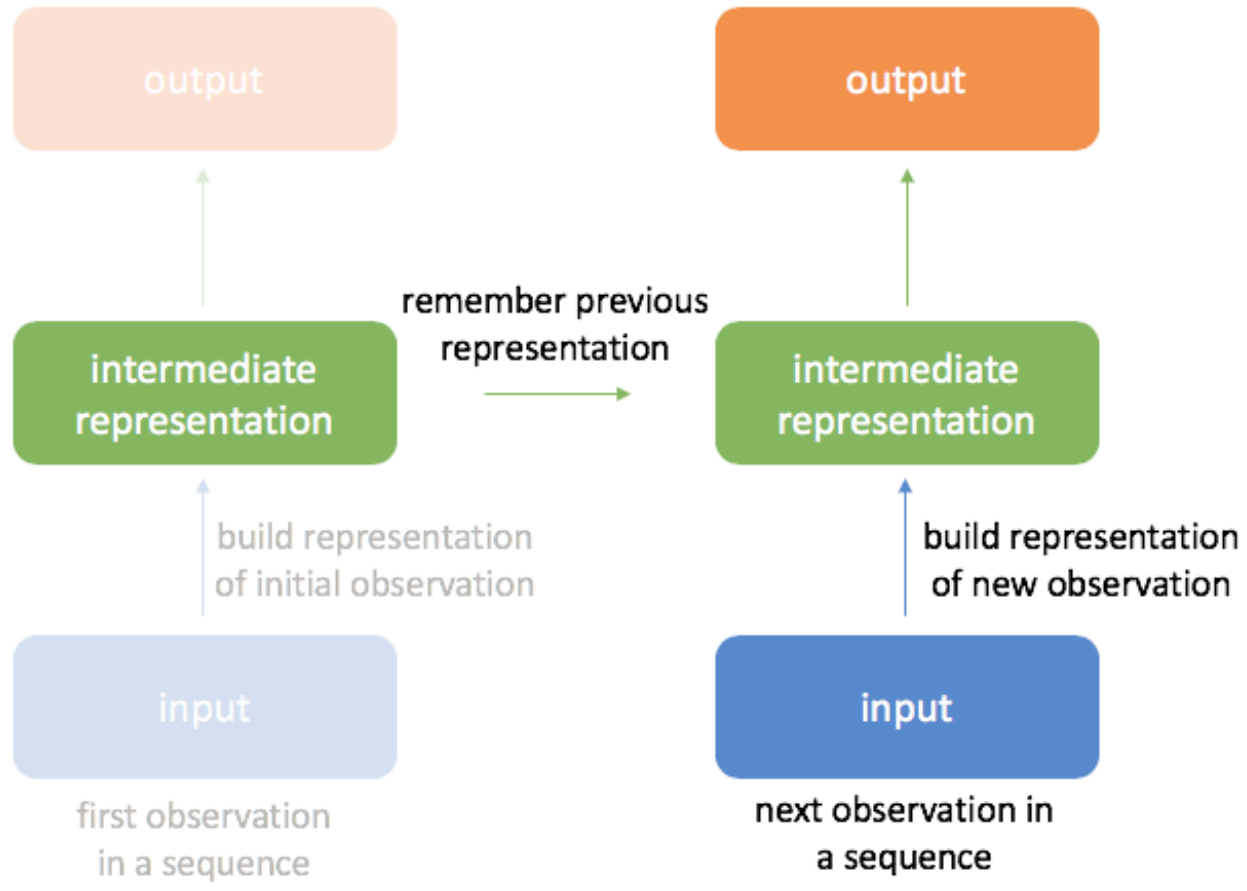 output
output
remember previous
representation
intermediate
representation
intermediate
representation
build representation
of initial observation
build representation
of new observation
input
input
first observation
in a sequence
next observation in
a sequence